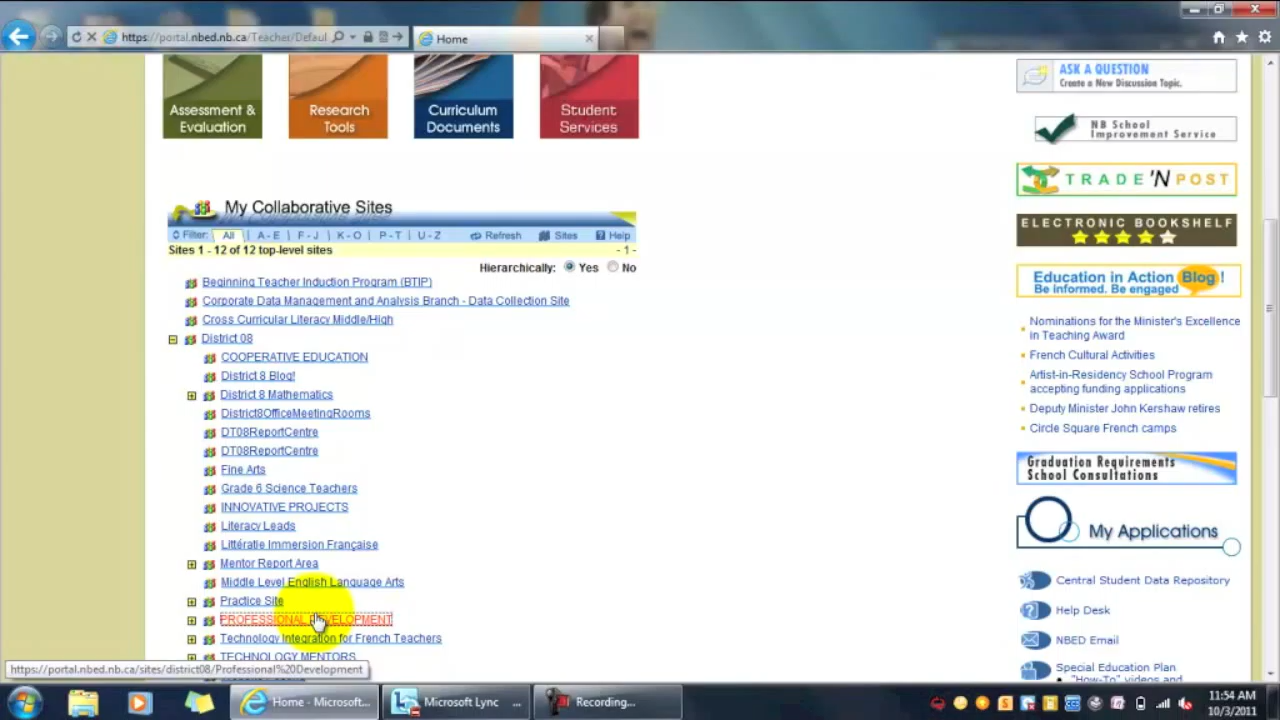 https://portal.nbed.nb.ca/Teacher/Defaul
Home
Assessment &
Evaluation
Research
Tools
Curriculum
Documents
Student
Services
My Collaborative Sites
Filter: All | A - E | F - J | K - O | P - T | U - Z
Refresh
Sites
Help
Sites 1 - 12 of 12 top-level sites
- 1 -
Hierarchically: Yes No
Beginning Teacher Induction Program (BTIP)
Corporate Data Management and Analysis Branch - Data Collection Site
Cross Curricular Literacy Middle/High
District 08
COOPERATIVE EDUCATION
District 8 Blog!
District 8 Mathematics
District8OfficeMeetingRooms
DT08ReportCentre
DT08ReportCentre
Fine Arts
Grade 6 Science Teachers
INNOVATIVE PROJECTS
Literacy Leads
Littératie Immersion Française
Mentor Report Area
Middle Level English Language Arts
Practice Site
PROFESSIONAL DEVELOPMENT
Technology Integration for French Teachers
TECHNOLOGY MENTORS
https://portal.nbed.nb.ca/sites/district08/Professional%20Development
ASK A QUESTION
Create a New Discussion Topic.
NB School
Improvement Service
TRADE 'N POST
ELECTRONIC BOOKSHELF
Education in Action Blog!
Be informed. Be engaged
Nominations for the Minister's Excellence
in Teaching Award
French Cultural Activities
Artist-in-Residency School Program
accepting funding applications
Deputy Minister John Kershaw retires
Circle Square French camps
Graduation Requirements
School Consultations
My Applications
Central Student Data Repository
Help Desk
NBED Email
Special Education Plan
"How-To" videos and
Home - Microsoft...
Microsoft Lync ...
Recording...
11:54 AM
10/3/2011